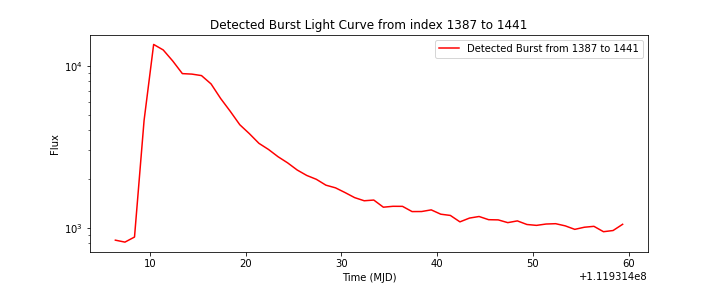 Detected Burst Light Curve from index 1387 to 1441
Detected Burst from 1387 to 1441
10⁴
10³
Flux
10 20 30 40 50 60
Time (MJD)
+1.119314e8